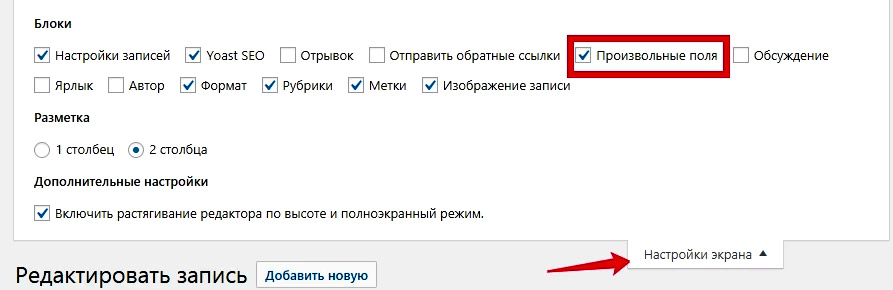 Блоки
Настройки записей Yoast SEO Отрывок Отправить обратные ссылки Произвольные поля Обсуждение
Ярлык Автор Формат Рубрики Метки Изображение записи
Разметка
1 столбец 2 столбца
Дополнительные настройки
Включить растягивание редактора по высоте и полноэкранный режим.
Настройки экрана
Редактировать запись Добавить новую